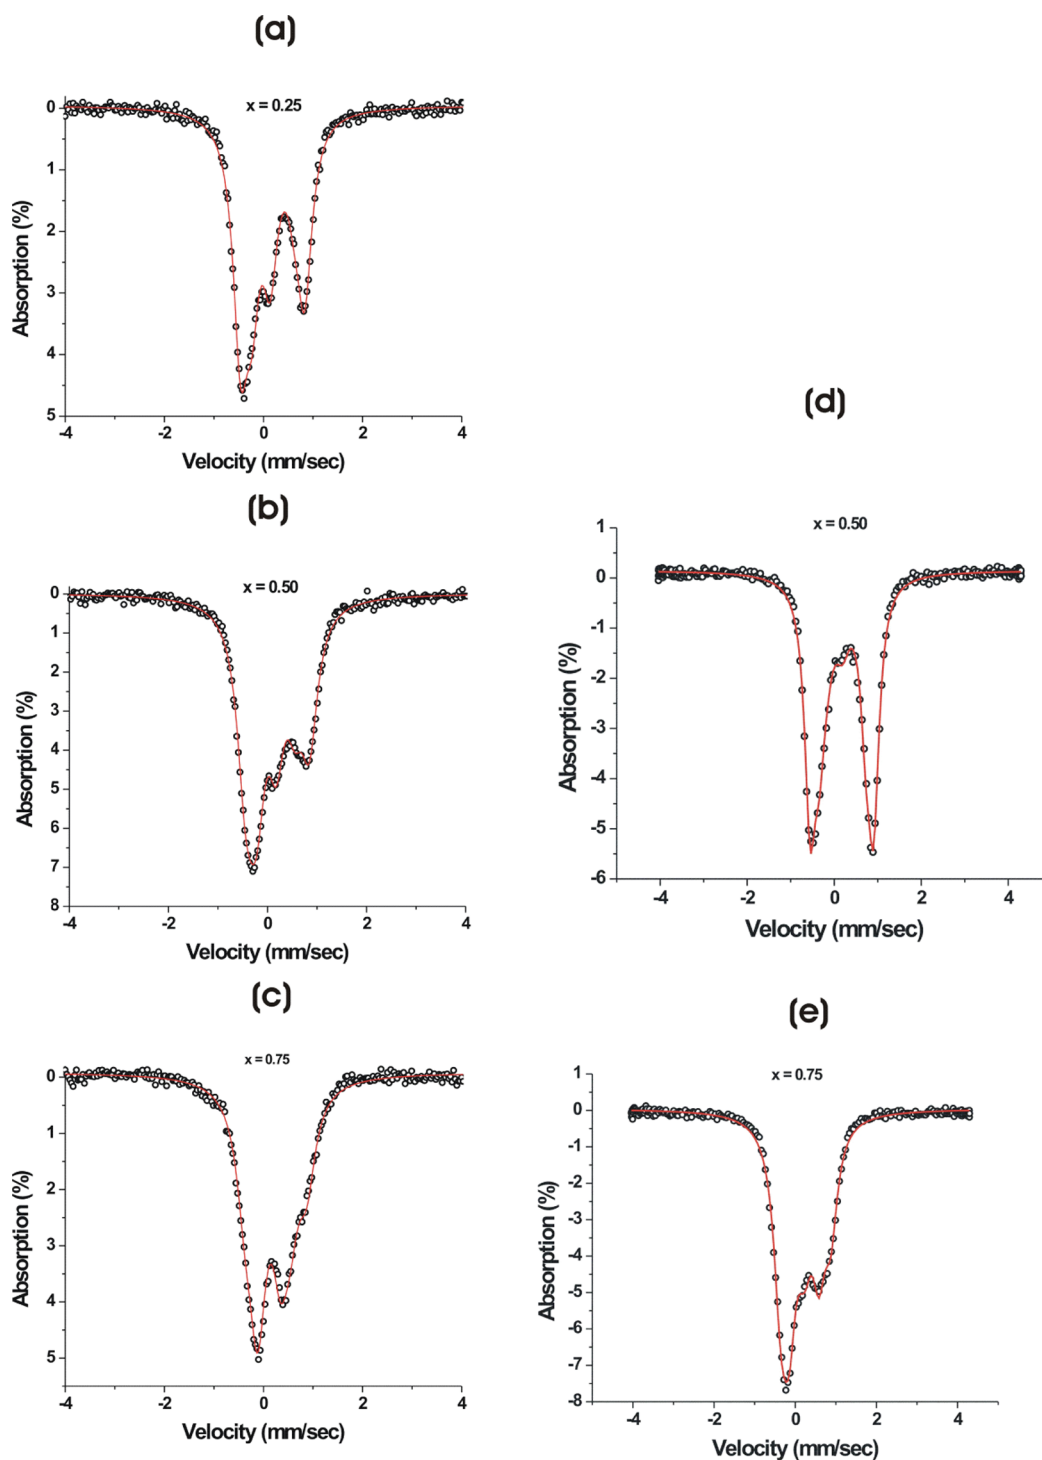 (a)
x = 0.25
0
1
2
3
4
5
Absorption (%)
-4 -2 0 2 4
Velocity (mm/sec)
(b)
x = 0.50
0
1
2
3
4
5
6
7
8
Absorption (%)
-4 -2 0 2 4
Velocity (mm/sec)
(c)
x = 0.75
0
1
2
3
4
5
Absorption (%)
-4 -2 0 2 4
Velocity (mm/sec)
(d)
x = 0.50
1
0
-1
-2
-3
-4
-5
-6
Absorption (%)
-4 -2 0 2 4
Velocity (mm/sec)
(e)
x = 0.75
1
0
-1
-2
-3
-4
-5
-6
-7
-8
Absorption (%)
-4 -2 0 2 4
Velocity (mm/sec)